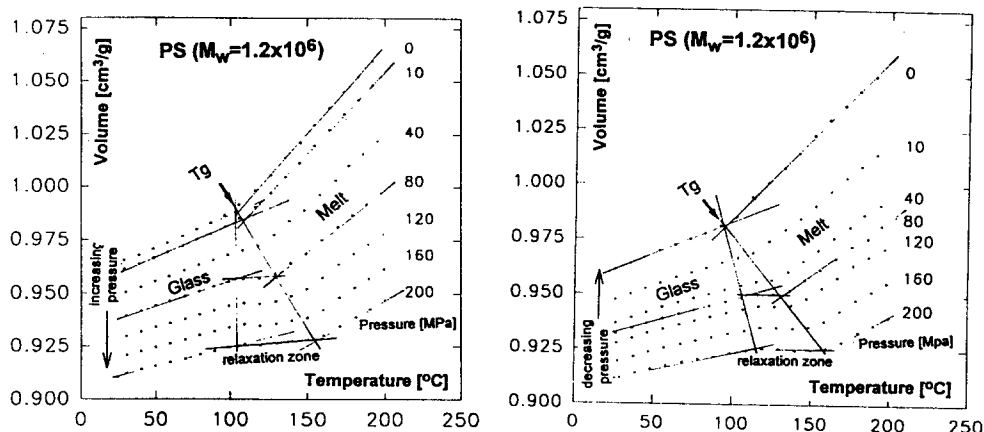 1.075
1.050
1.025
1.000
0.975
0.950
0.925
0.900
Volume [cm³/g]
PS (Mw=1.2x10⁶)
0
10
40
80
120
160
200
Tg
Melt
Glass
increasing
pressure
Pressure [MPa]
relaxation zone
Temperature [ºC]
0 50 100 150 200 250
1.075
1.050
1.025
1.000
0.975
0.950
0.925
0.900
Volume [cm³/g]
PS (Mw=1.2x10⁶)
0
10
40
80
120
160
200
Tg
Melt
Glass
decreasing
pressure
Pressure [Mpa]
relaxation zone
Temperature [ºC]
0 50 100 150 200 250